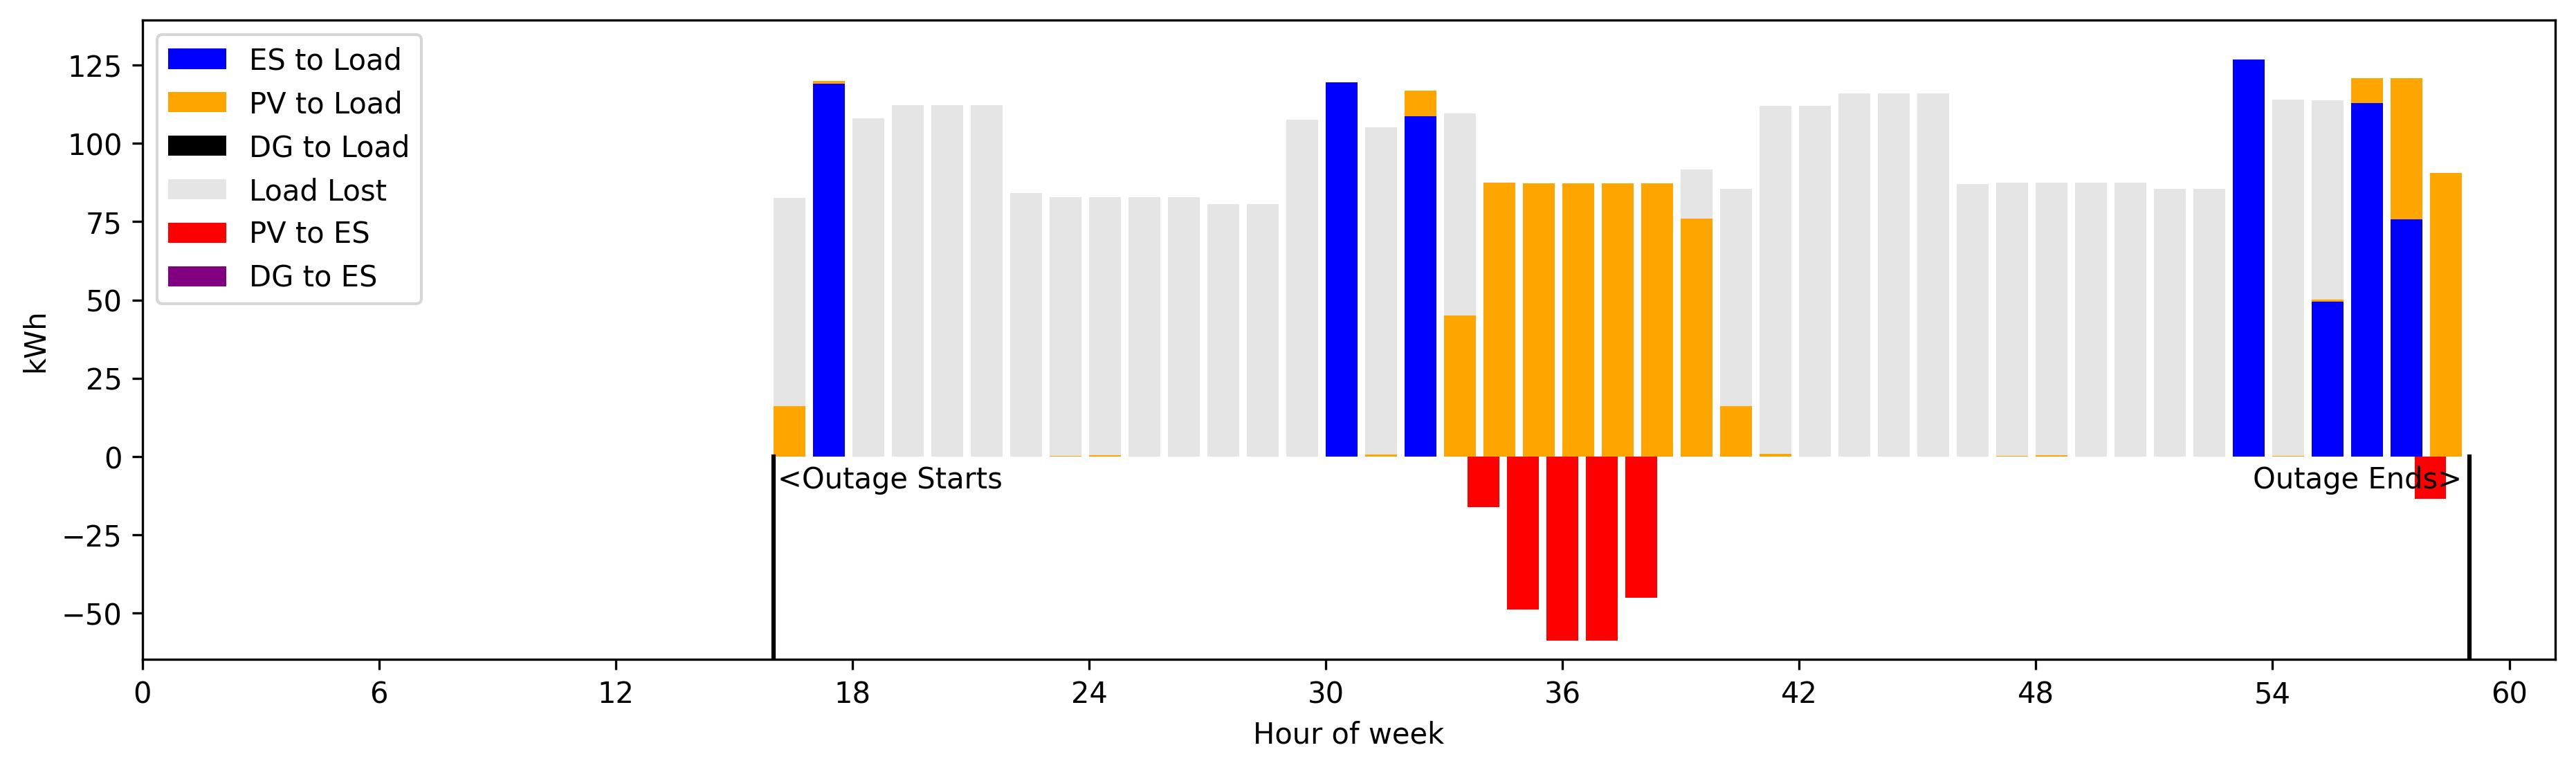 ES to Load
PV to Load
DG to Load
Load Lost
PV to ES
DG to ES
125
100
75
50
25
0
−25
−50
kWh
<Outage Starts
Outage Ends>
0 6 12 18 24 30 36 42 48 54 60
Hour of week